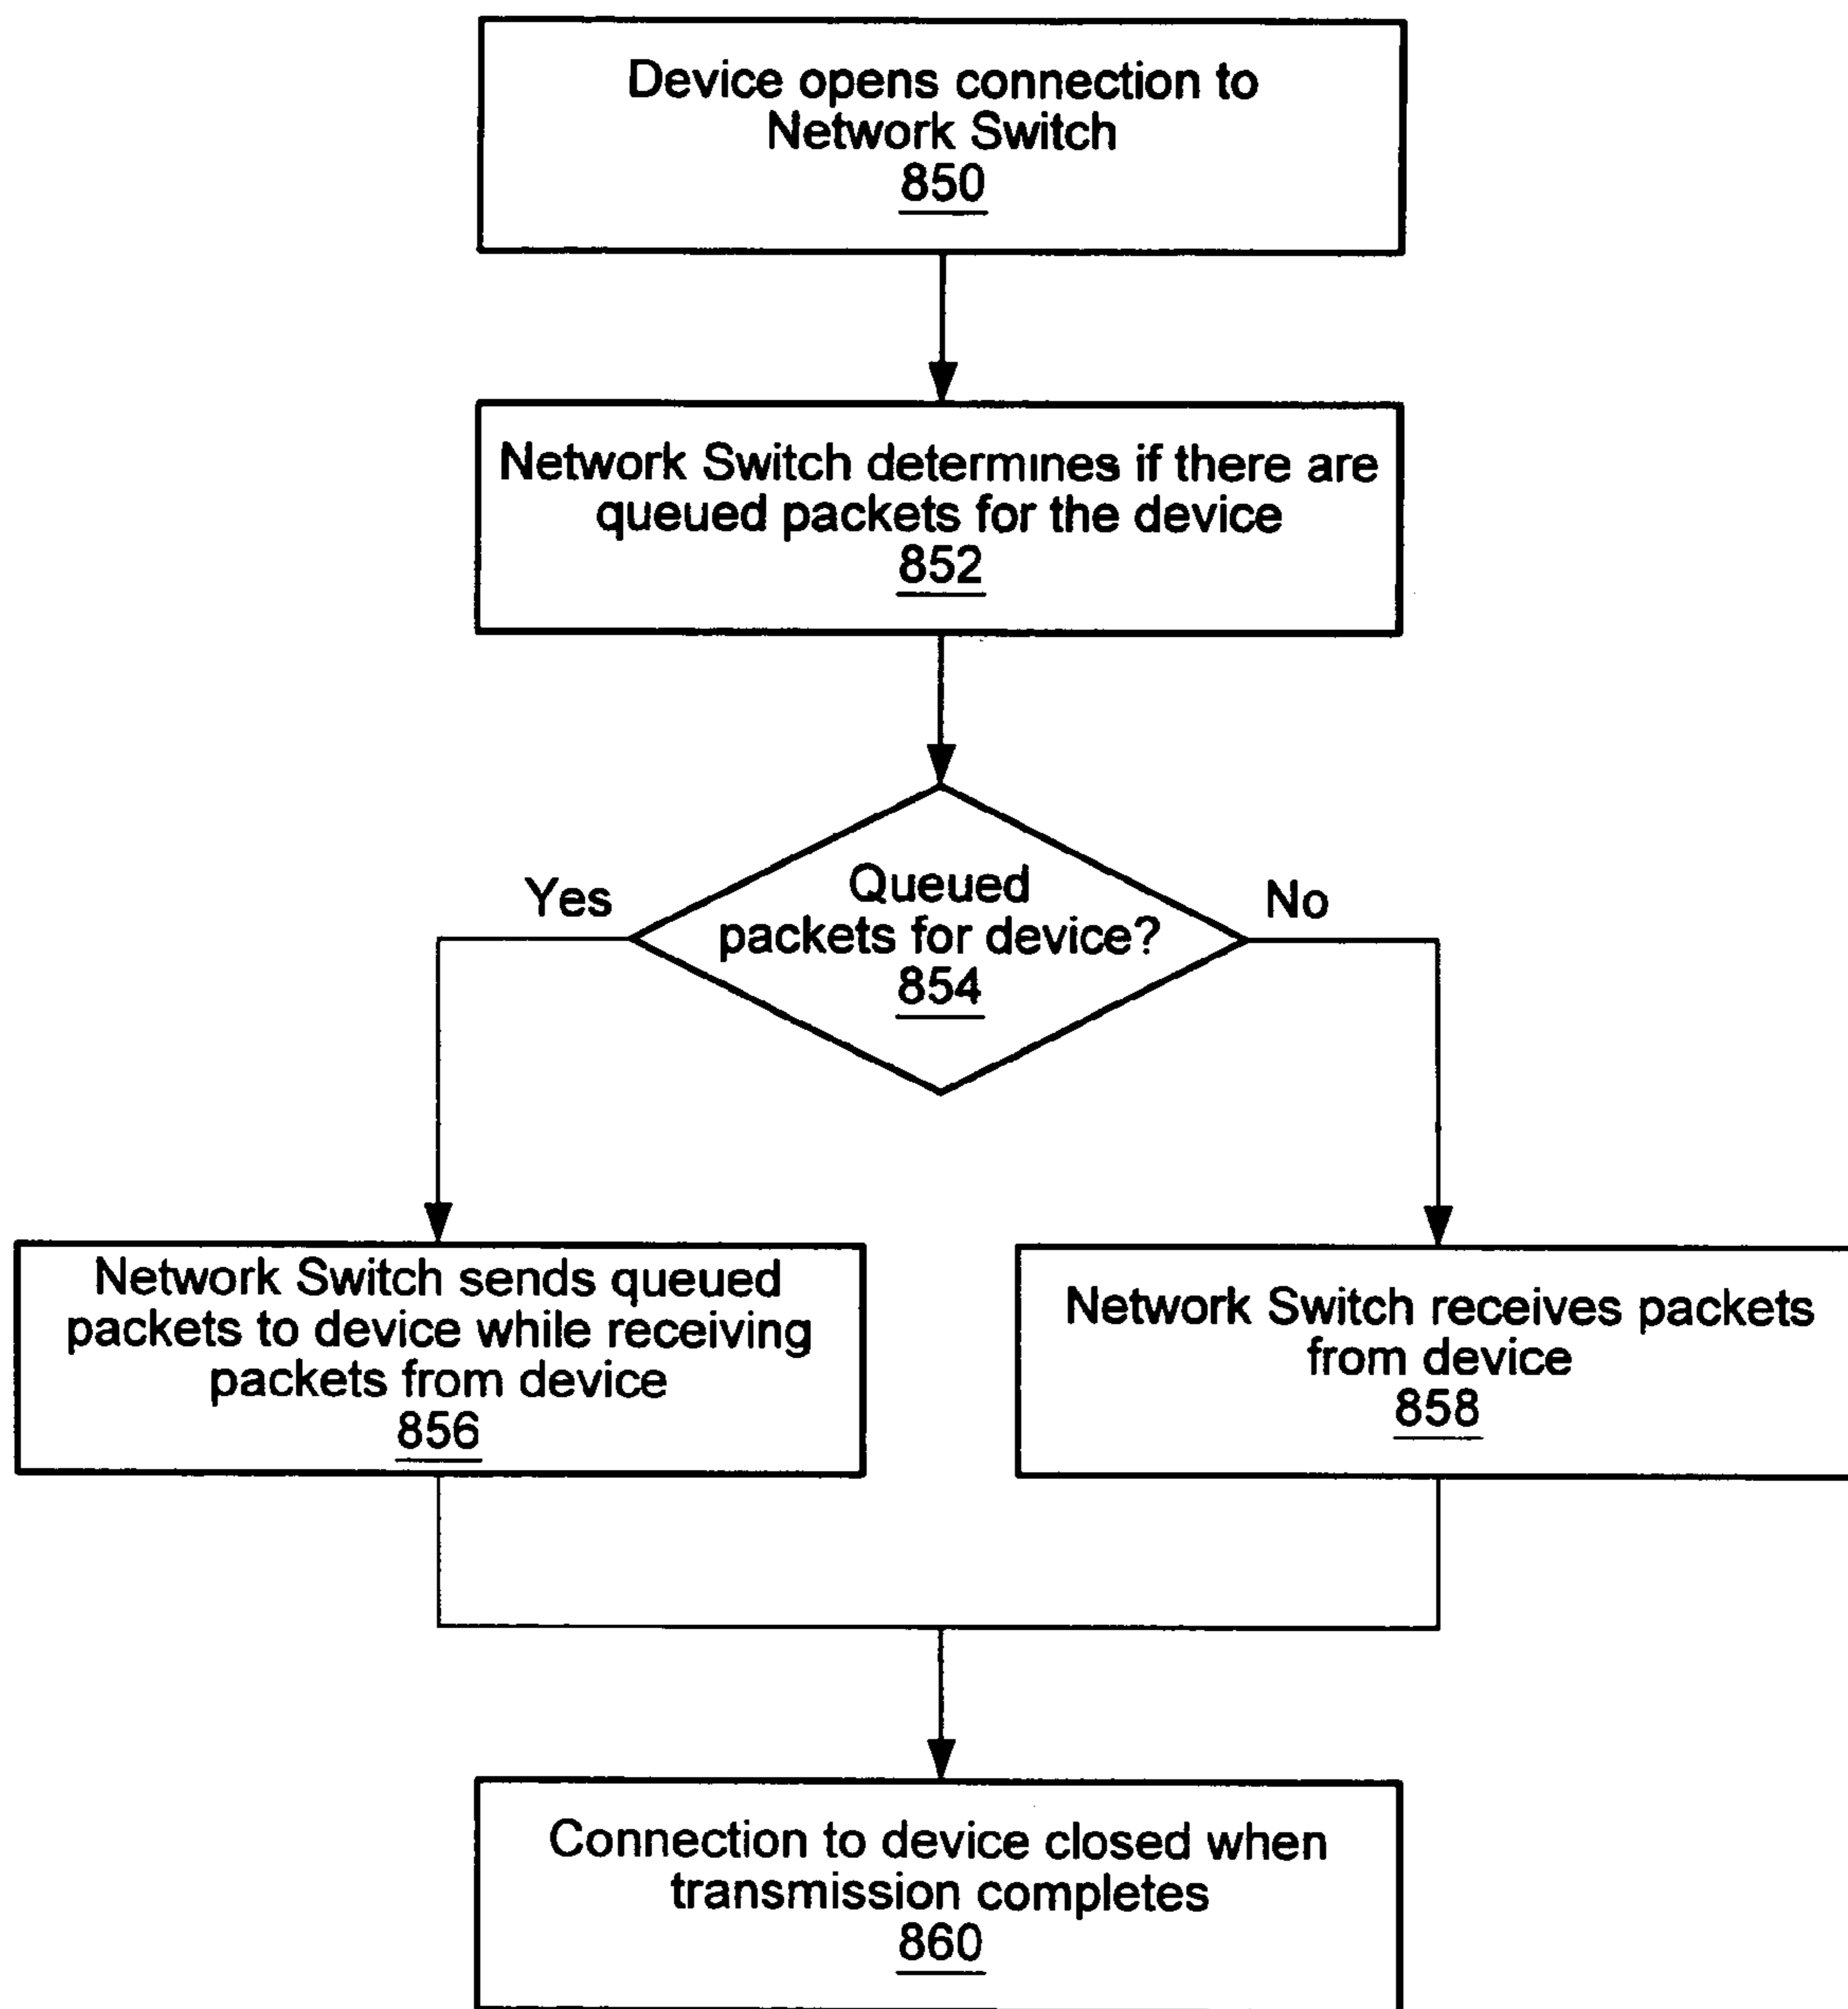 Device opens connection to
Network Switch
850
Network Switch determines if there are
queued packets for the device
852
Queued
packets for device?
854
Yes
No
Network Switch sends queued
packets to device while receiving
packets from device
856
Network Switch receives packets
from device
858
Connection to device closed when
transmission completes
860